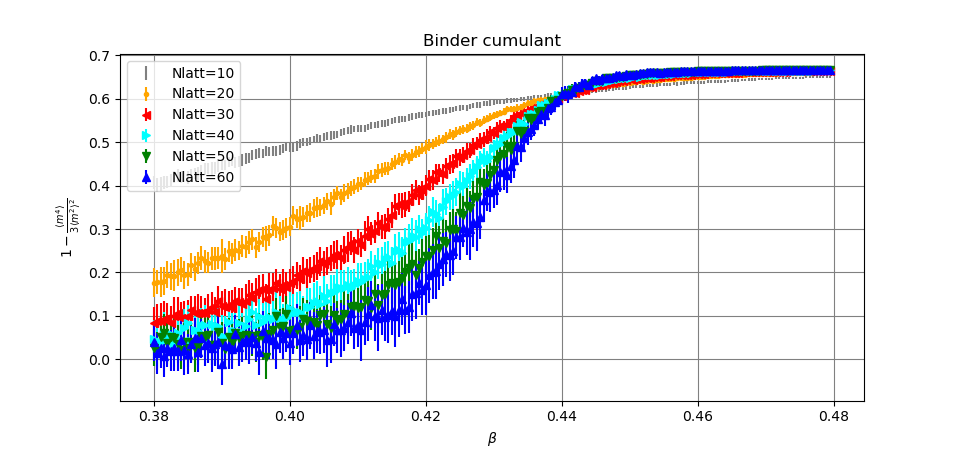 Binder cumulant
0.7
0.6
0.5
0.4
0.3
0.2
0.1
0.0
1 − ⟨m⁴⟩ / 3⟨m²⟩²
Nlatt=10
Nlatt=20
Nlatt=30
Nlatt=40
Nlatt=50
Nlatt=60
0.38 0.40 0.42 0.44 0.46 0.48
β